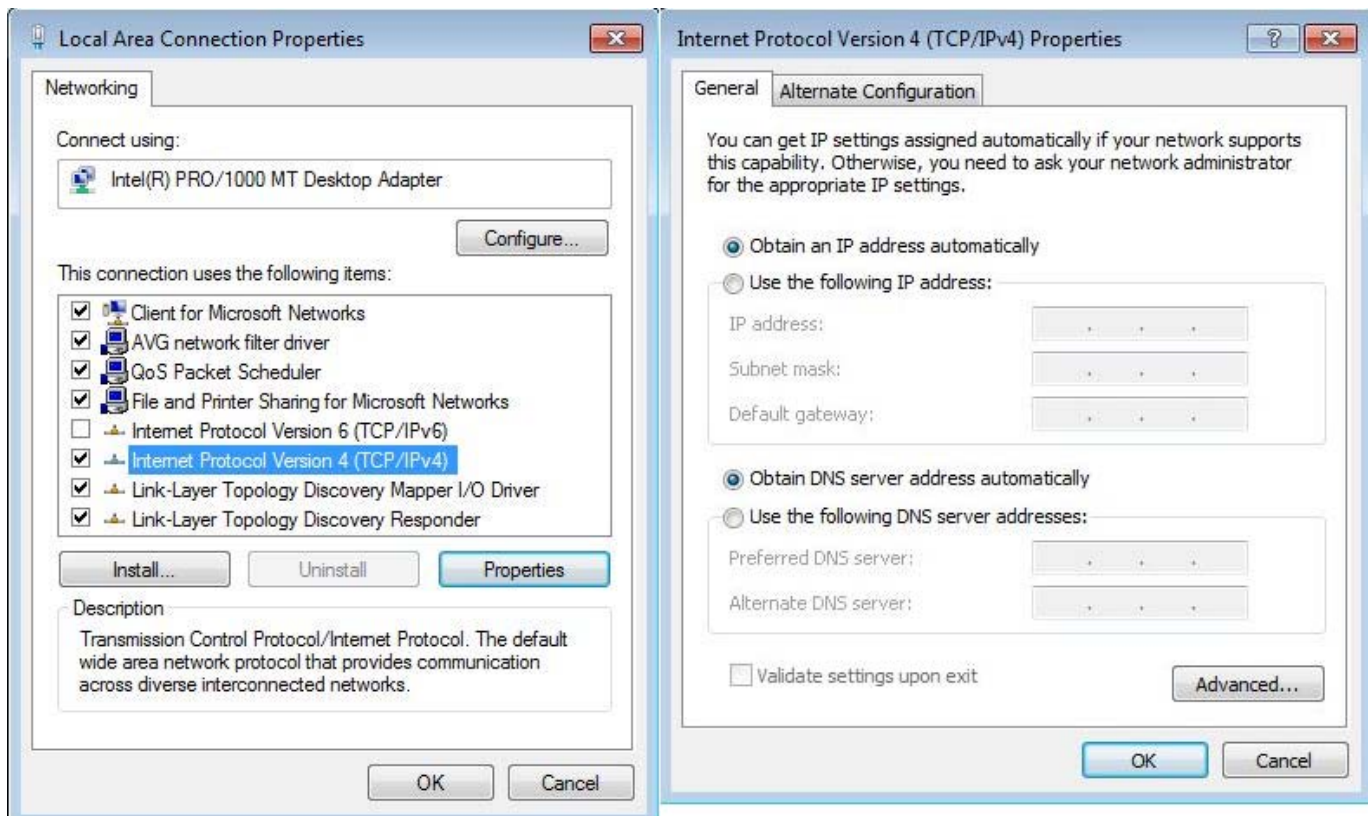 Local Area Connection Properties
Networking
Connect using:
Intel(R) PRO/1000 MT Desktop Adapter
Configure...
This connection uses the following items:
Client for Microsoft Networks
AVG network filter driver
QoS Packet Scheduler
File and Printer Sharing for Microsoft Networks
Internet Protocol Version 6 (TCP/IPv6)
Internet Protocol Version 4 (TCP/IPv4)
Link-Layer Topology Discovery Mapper I/O Driver
Link-Layer Topology Discovery Responder
Install... Uninstall Properties
Description
Transmission Control Protocol/Internet Protocol. The default
wide area network protocol that provides communication
across diverse interconnected networks.
OK Cancel
Internet Protocol Version 4 (TCP/IPv4) Properties
General Alternate Configuration
You can get IP settings assigned automatically if your network supports
this capability. Otherwise, you need to ask your network administrator
for the appropriate IP settings.
Obtain an IP address automatically
Use the following IP address:
IP address:
Subnet mask:
Default gateway:
Obtain DNS server address automatically
Use the following DNS server addresses:
Preferred DNS server:
Alternate DNS server:
Validate settings upon exit
Advanced...
OK Cancel